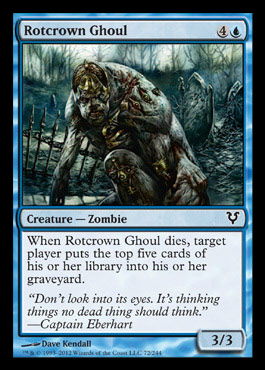 Rotcrown Ghoul 4
Creature — Zombie
When Rotcrown Ghoul dies, target
player puts the top five cards of
his or her library into his or her
graveyard.
“Don’t look into its eyes. It’s thinking
things no dead thing should think.”
—Captain Eberhart
3/3
Dave Kendall
™ & © 1993–2012 Wizards of the Coast LLC 72/244